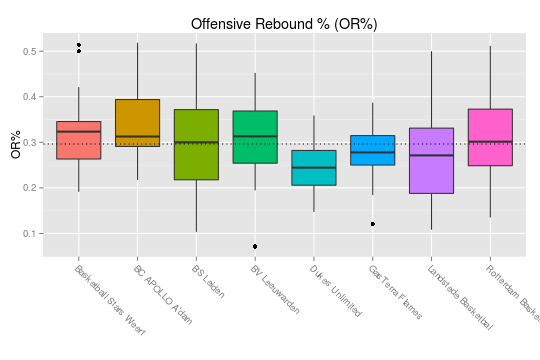 Offensive Rebound % (OR%)
OR%
0.5
0.4
0.3
0.2
0.1
Basketball Stars Weert
BC APOLLO A'dam
BS Leiden
BV Leeuwarden
Dukes Unlimited
GasTerra Flames
Landstede Basketbal
Rotterdam Baske